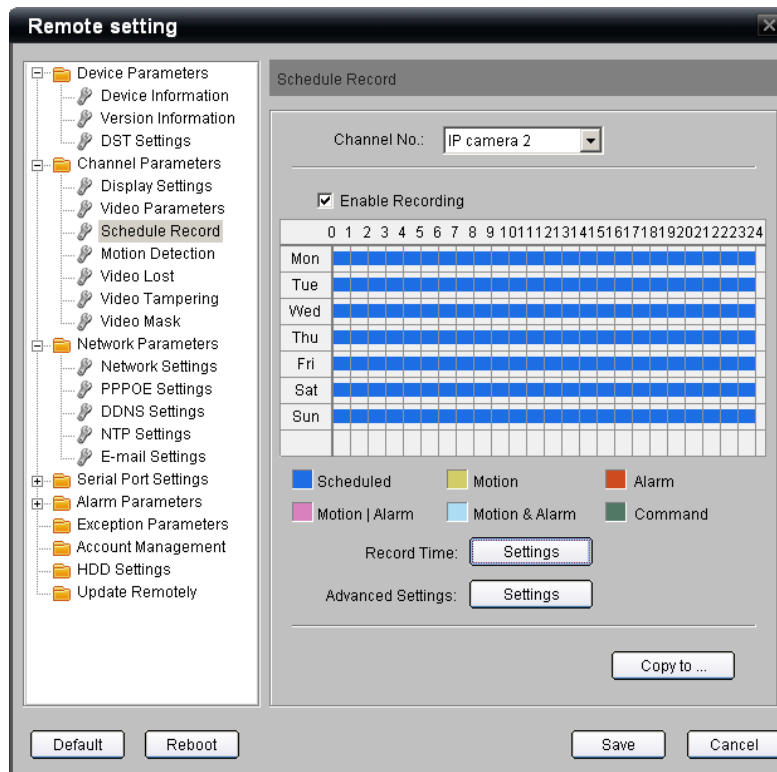 Remote setting
Device Parameters
Device Information
Version Information
DST Settings
Channel Parameters
Display Settings
Video Parameters
Schedule Record
Motion Detection
Video Lost
Video Tampering
Video Mask
Network Parameters
Network Settings
PPPOE Settings
DDNS Settings
NTP Settings
E-mail Settings
Serial Port Settings
Alarm Parameters
Exception Parameters
Account Management
HDD Settings
Update Remotely
Schedule Record
Channel No.: IP camera 2
Enable Recording
0 1 2 3 4 5 6 7 8 9 10 11 12 13 14 15 16 17 18 19 20 21 22 23 24
Mon
Tue
Wed
Thu
Fri
Sat
Sun
Scheduled Motion Alarm
Motion | Alarm Motion & Alarm Command
Record Time: Settings
Advanced Settings: Settings
Copy to ...
Default Reboot Save Cancel